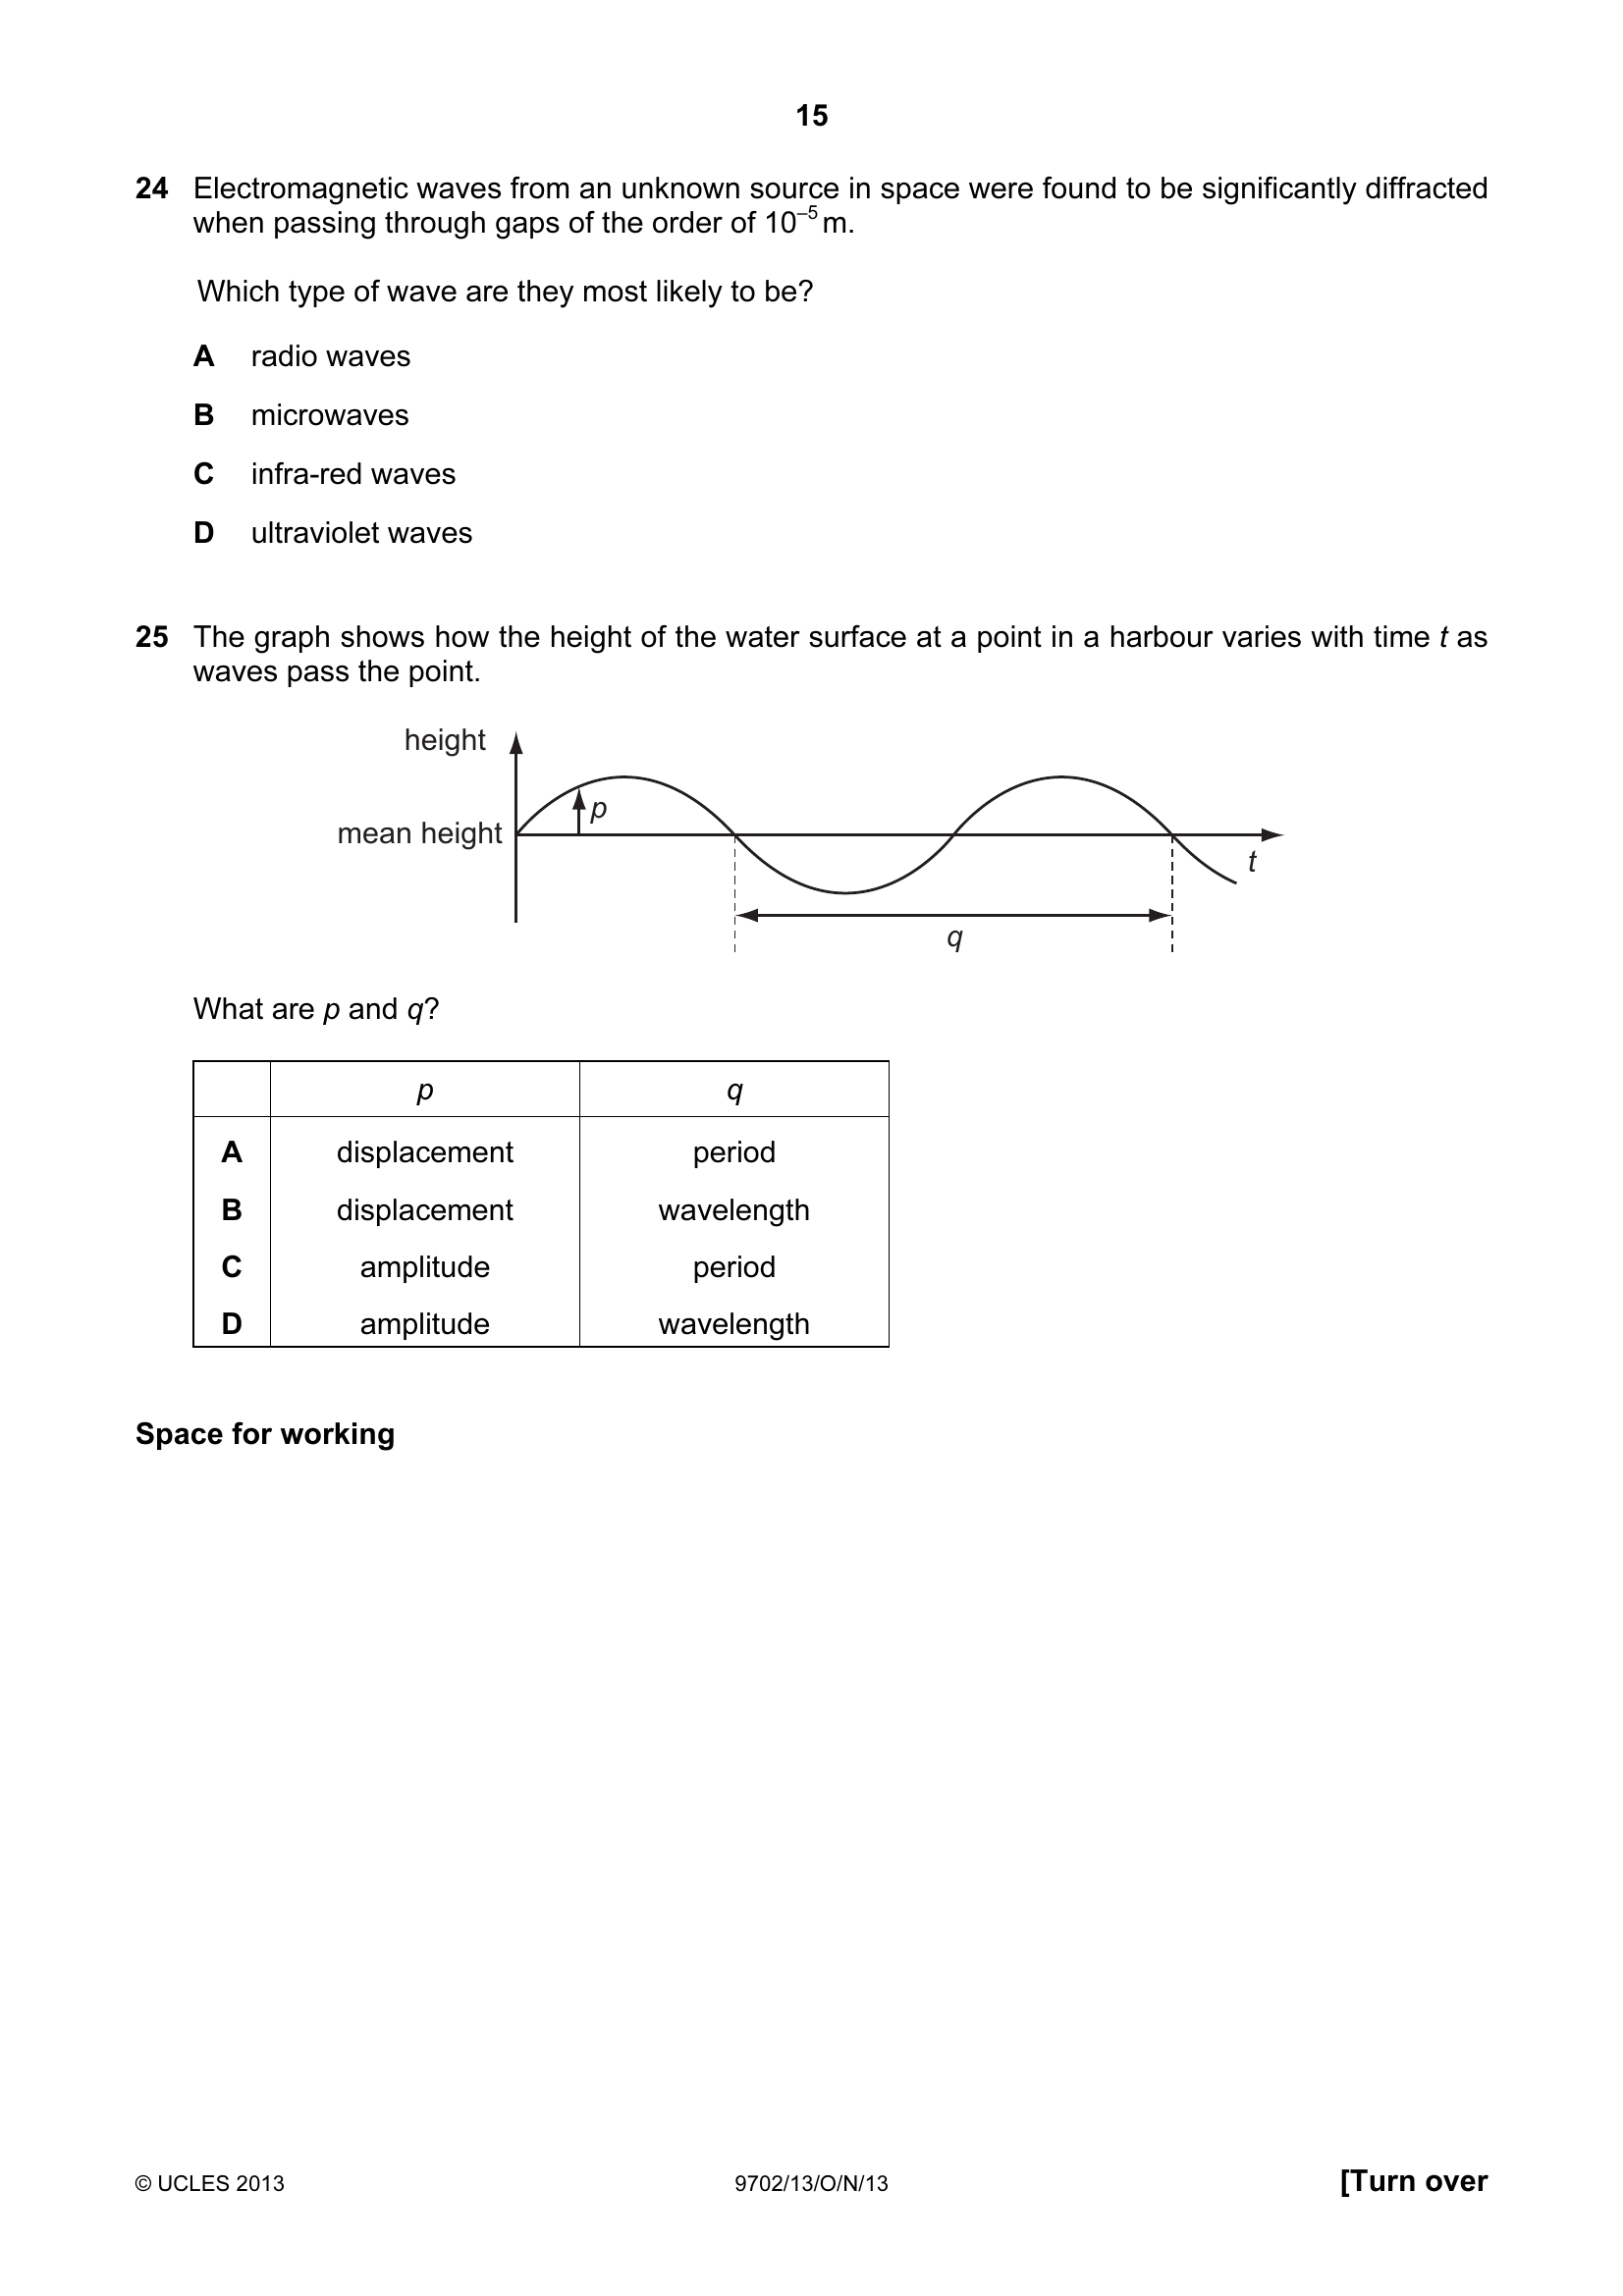 15
24 Electromagnetic waves from an unknown source in space were found to be significantly diffracted
when passing through gaps of the order of 10⁻⁵ m.
Which type of wave are they most likely to be?
A radio waves
B microwaves
C infra-red waves
D ultraviolet waves
25 The graph shows how the height of the water surface at a point in a harbour varies with time t as
waves pass the point.
height
p
mean height
t
q
What are p and q?
p q
A displacement period
B displacement wavelength
C amplitude period
D amplitude wavelength
Space for working
© UCLES 2013 9702/13/O/N/13 [Turn over